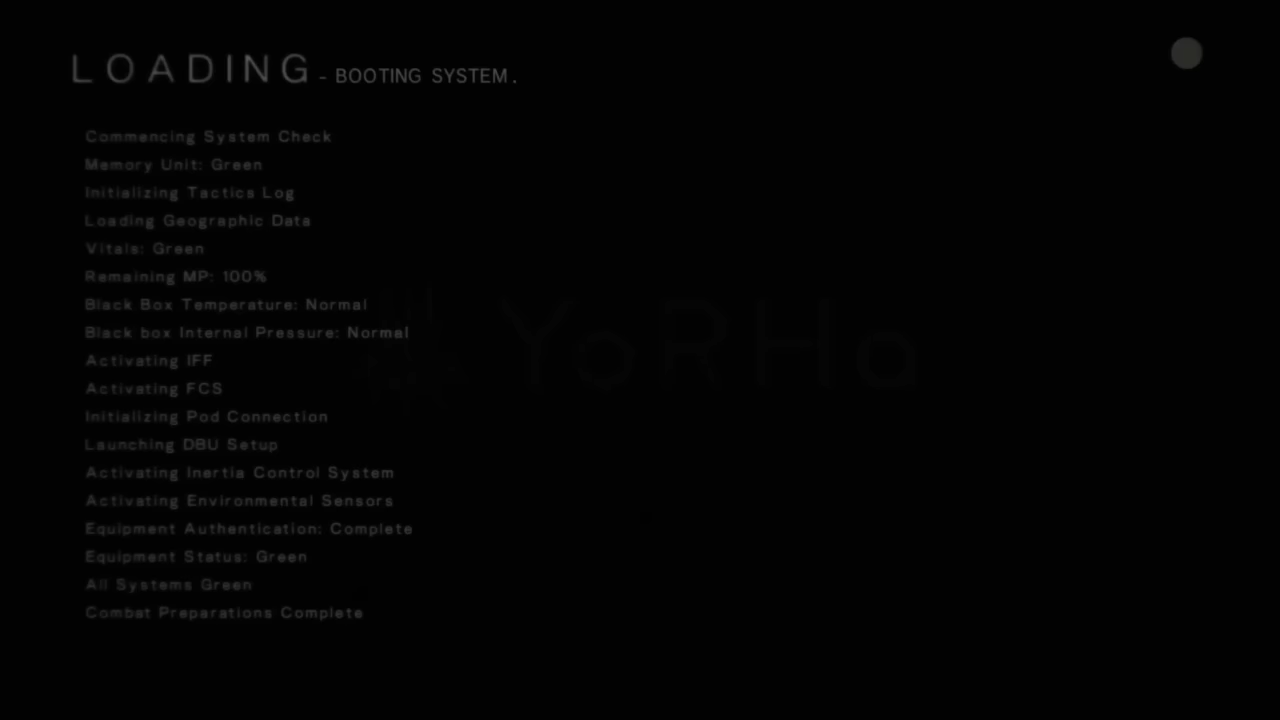 LOADING - BOOTING SYSTEM.
Commencing System Check
Memory Unit: Green
Initializing Tactics Log
Loading Geographic Data
Vitals: Green
Remaining MP: 100%
Black Box Temperature: Normal
Black box Internal Pressure: Normal
YoRHa
Activating IFF
Activating FCS
Initializing Pod Connection
Launching DBU Setup
Activating Inertia Control System
Activating Environmental Sensors
Equipment Authentication: Complete
Equipment Status: Green
All Systems Green
Combat Preparations Complete